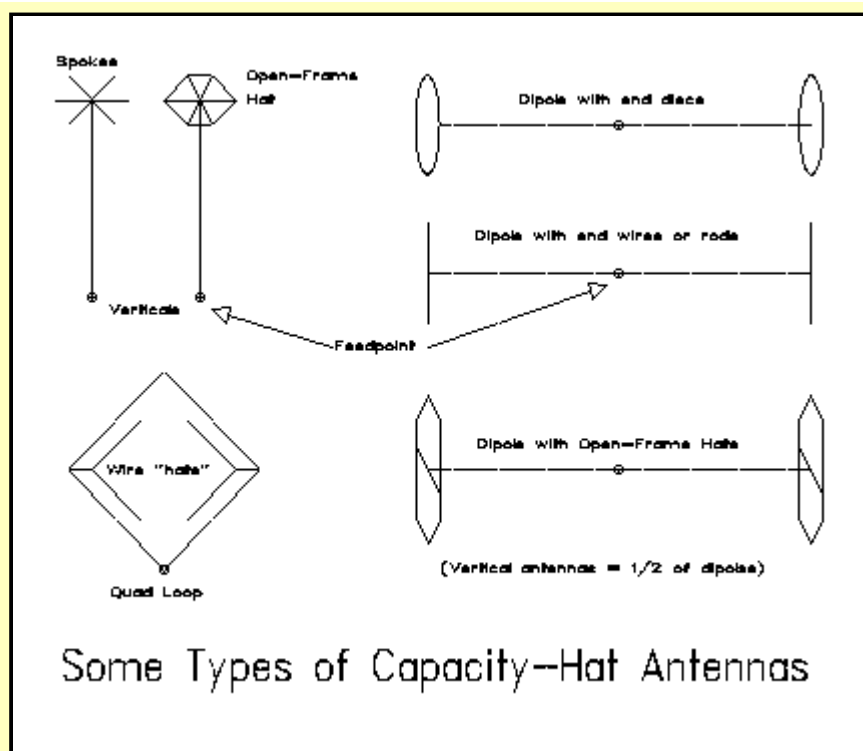 Spokes
Open-Frame
Hat
Dipole with end discs
Dipole with end wires or rods
Verticals
Feedpoint
Wire "hats"
Dipole with Open-Frame Hats
Quad Loop
(Vertical antennas = 1/2 of dipoles)
Some Types of Capacity-Hat Antennas